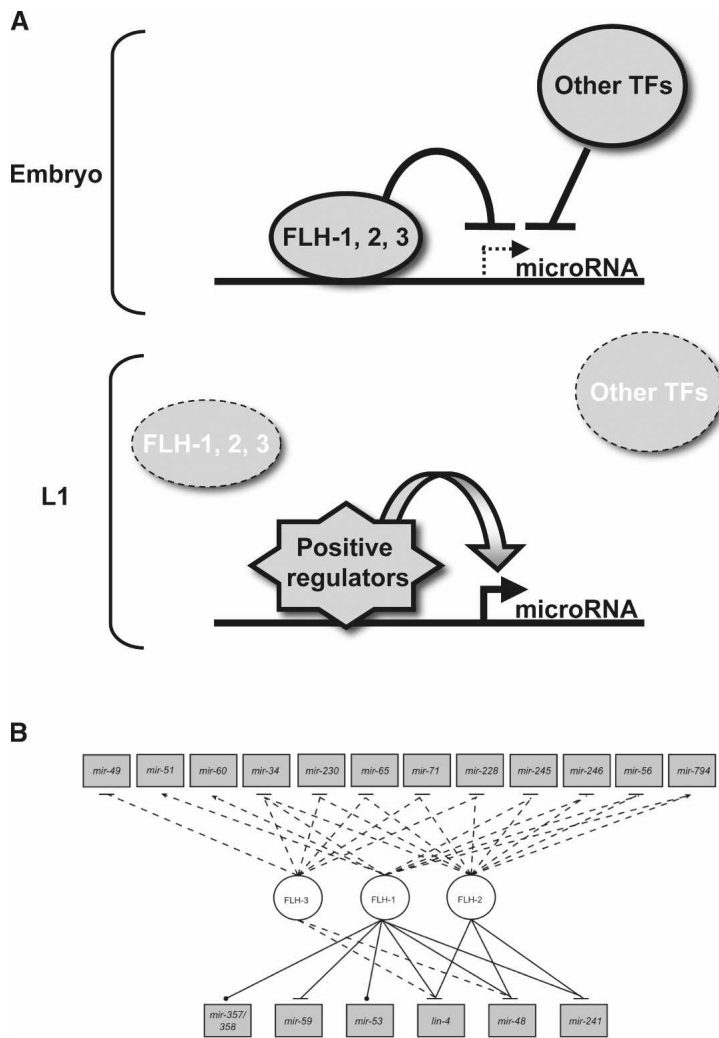 A
Other TFs
Embryo
FLH-1, 2, 3
microRNA
Other TFs
FLH-1, 2, 3
L1
Positive
regulators
microRNA
B
mir-49 mir-51 mir-60 mir-34 mir-230 mir-65 mir-71 mir-228 mir-245 mir-246 mir-56 mir-794
FLH-3 FLH-1 FLH-2
mir-357/
358 mir-59 mir-53 lin-4 mir-48 mir-241